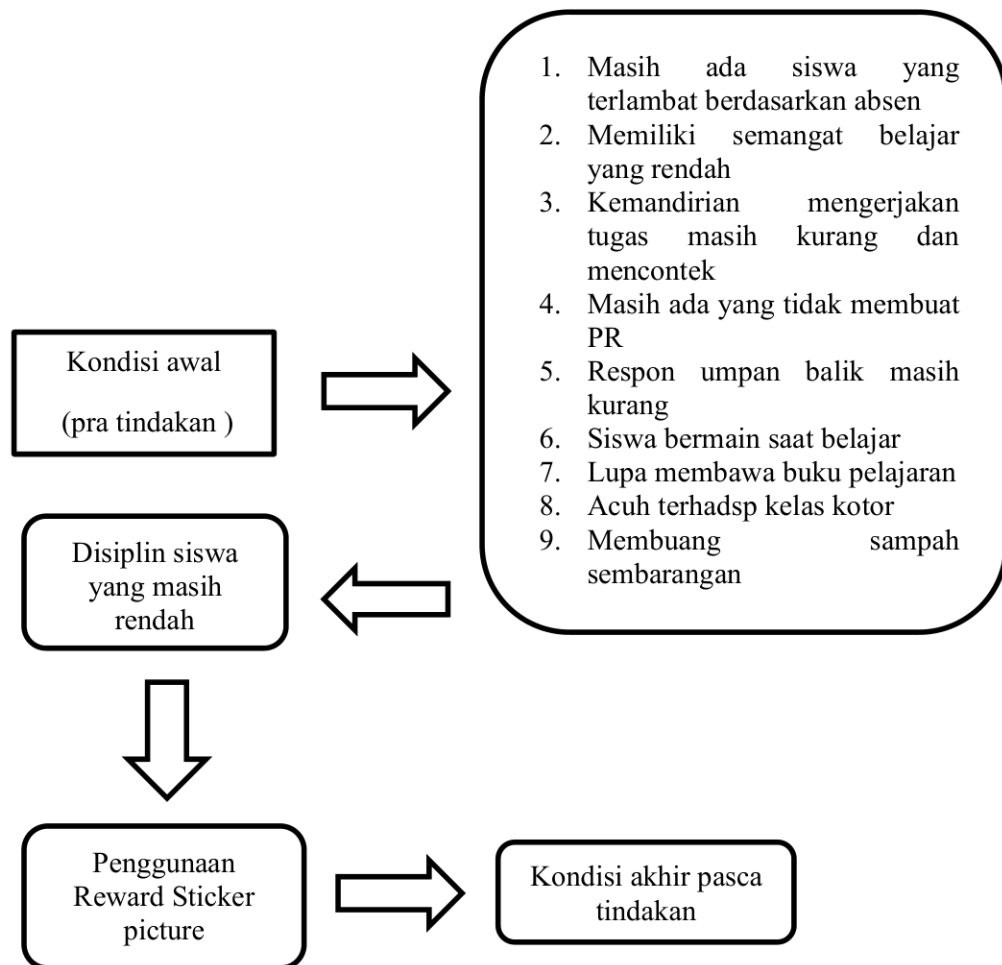 Kondisi awal
(pra tindakan )
1. Masih ada siswa yang
terlambat berdasarkan absen
2. Memiliki semangat belajar
yang rendah
3. Kemandirian mengerjakan
tugas masih kurang dan
mencontek
4. Masih ada yang tidak membuat
PR
5. Respon umpan balik masih
kurang
6. Siswa bermain saat belajar
7. Lupa membawa buku pelajaran
8. Acuh terhadsp kelas kotor
9. Membuang sampah
sembarangan
Disiplin siswa
yang masih
rendah
Penggunaan
Reward Sticker
picture
Kondisi akhir pasca
tindakan